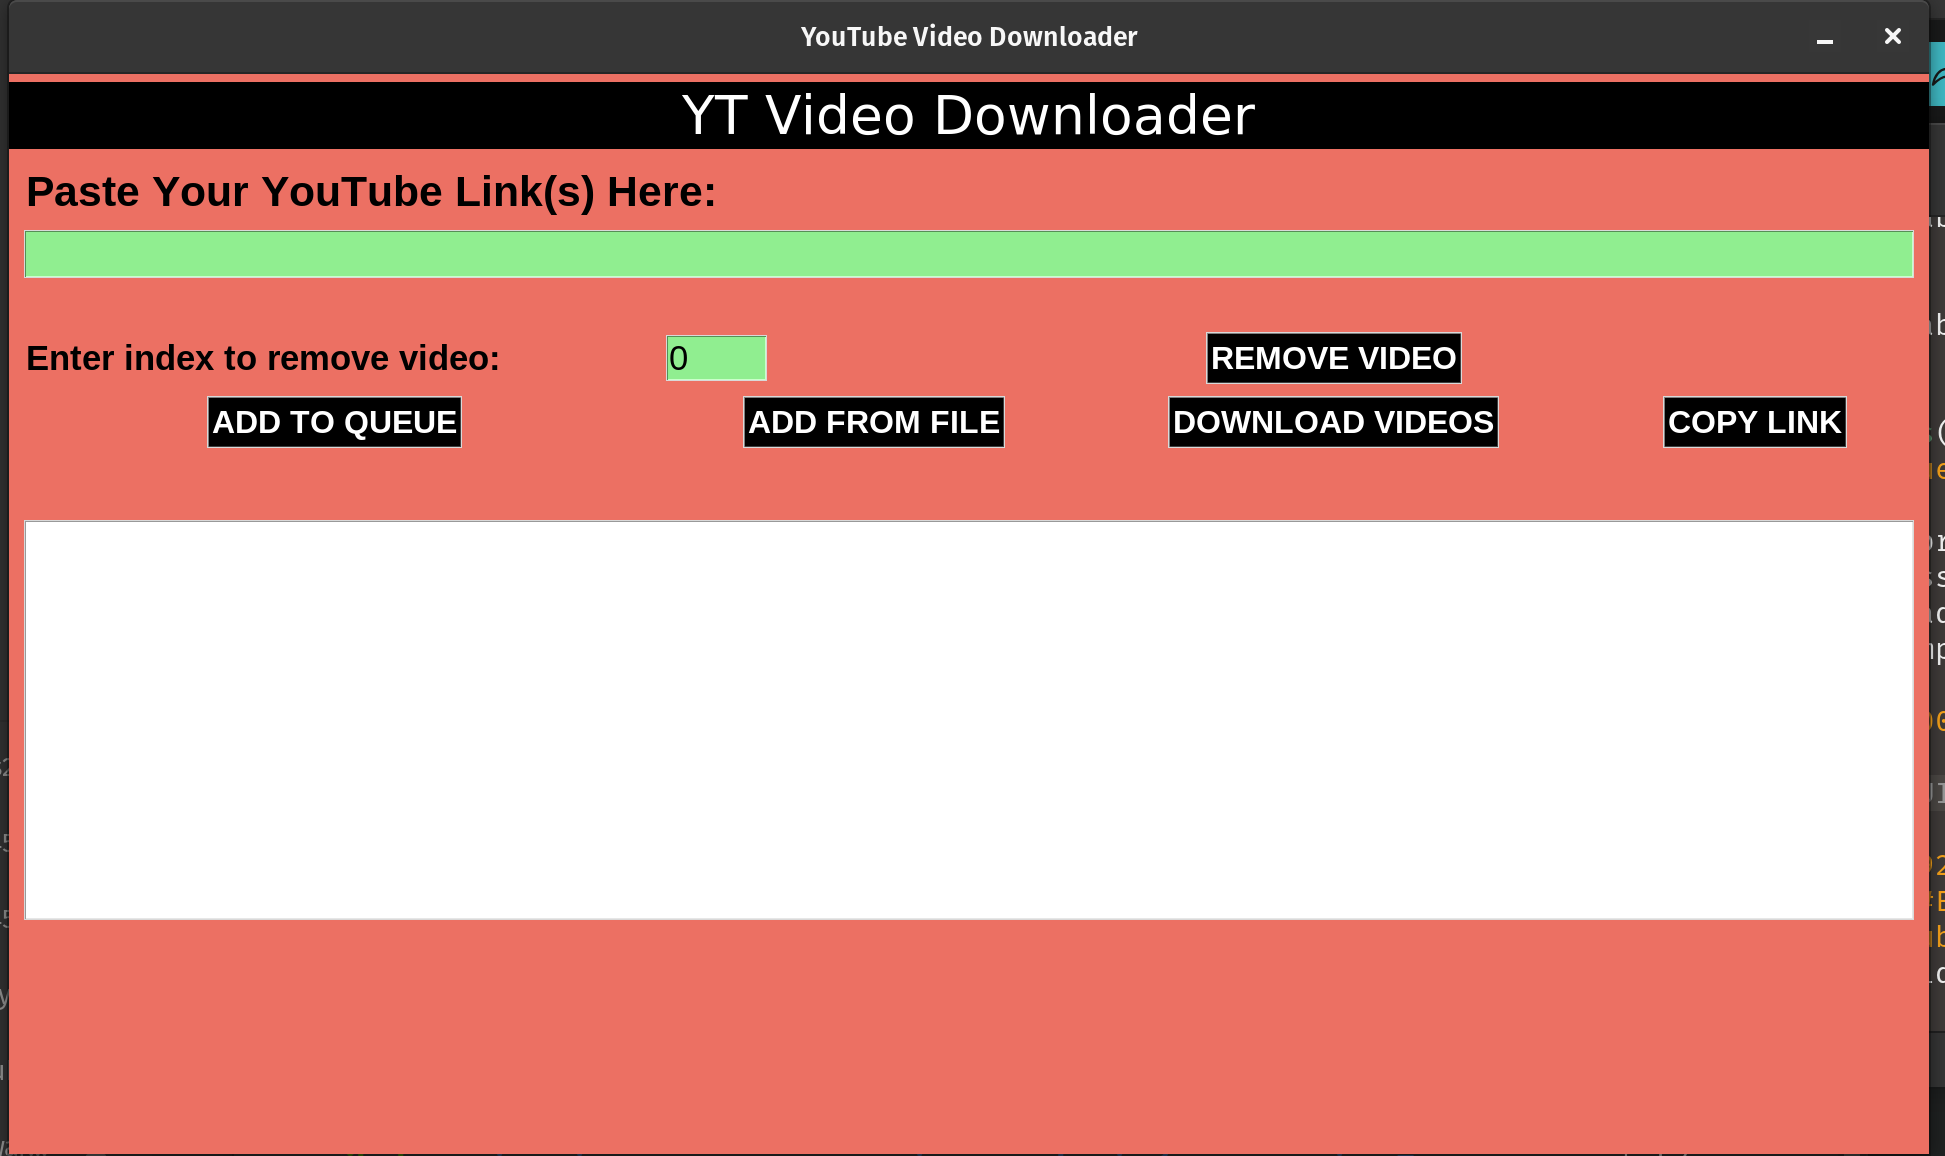 YouTube Video Downloader
YT Video Downloader
Paste Your YouTube Link(s) Here:
Enter index to remove video:
0
REMOVE VIDEO
ADD TO QUEUE
ADD FROM FILE
DOWNLOAD VIDEOS
COPY LINK